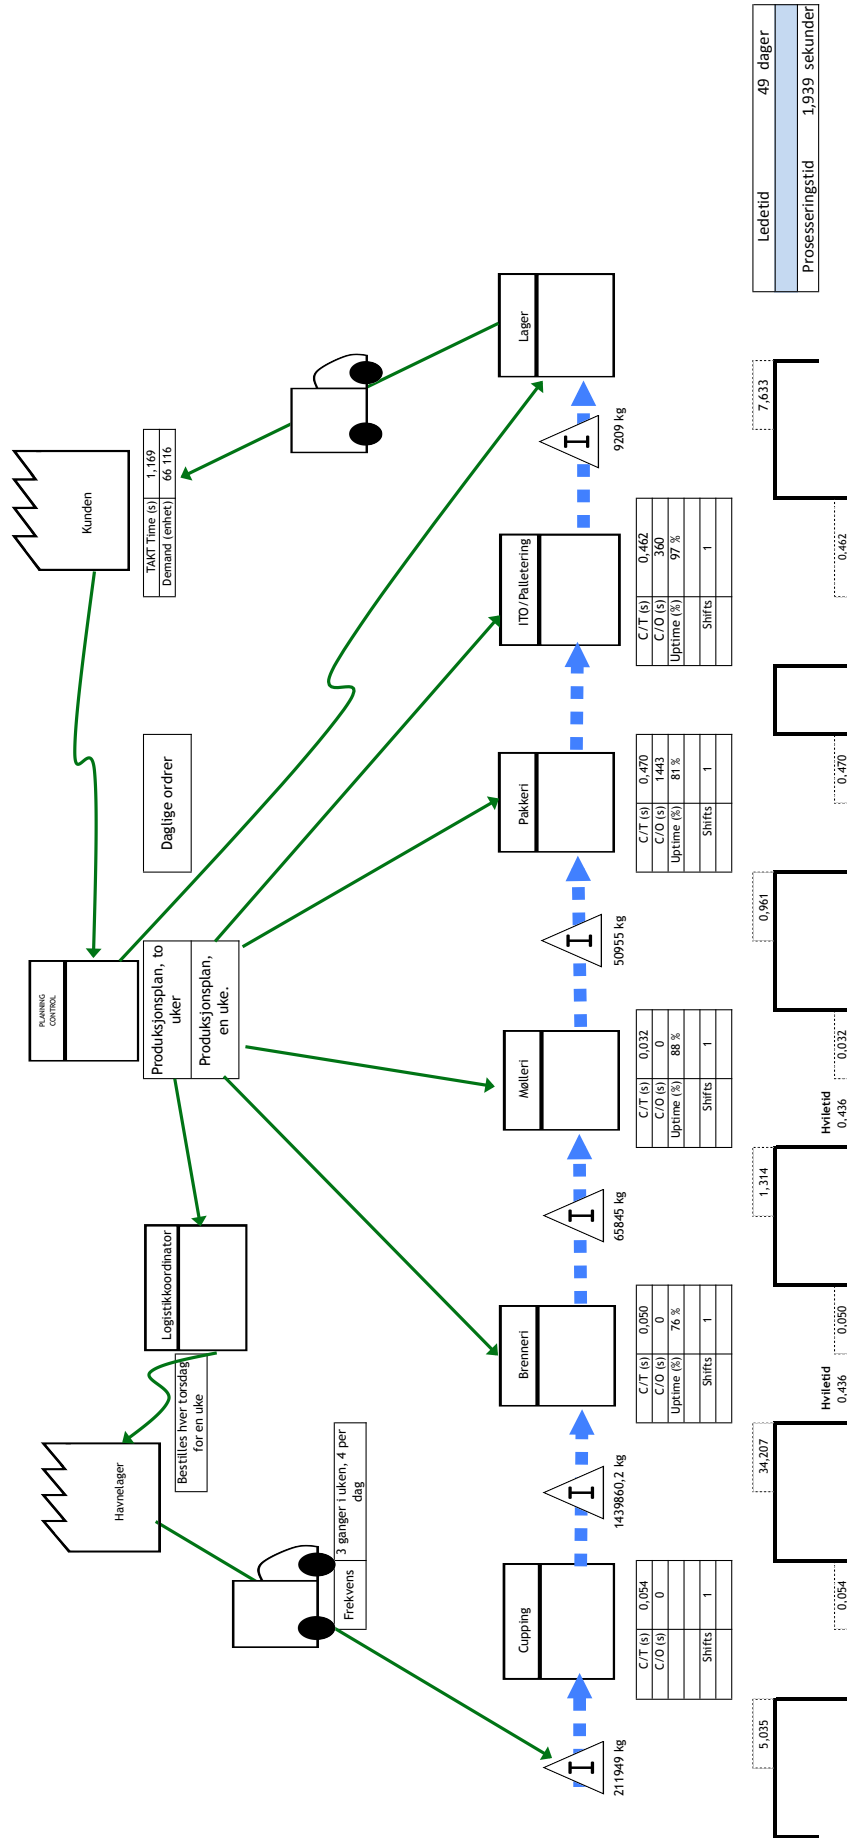 Havnelager
Bestilles hver torsdag
for en uke
Logistikkoordinator
PLANNING
CONTROL
Produksjonsplan, to
uker
Produksjonsplan,
en uke.
Daglige ordrer
Kunden
TAKT Time (s) 1,169
Demand (enhet) 66 116
Frekvens 3 ganger i uken, 4 per
dag
I
211949 kg
Cupping
C/T (s) 0,054
C/O (s) 0
Shifts 1
I
1439860,2 kg
Brenneri
C/T (s) 0,050
C/O (s) 0
Uptime (%) 76 %
Shifts 1
I
65845 kg
Mølleri
C/T (s) 0,032
C/O (s) 0
Uptime (%) 88 %
Shifts 1
I
50955 kg
Pakkeri
C/T (s) 0,470
C/O (s) 1443
Uptime (%) 81 %
Shifts 1
ITO/Palletering
C/T (s) 0,462
C/O (s) 360
Uptime (%) 97 %
Shifts 1
I
9209 kg
Lager
5,035
34,207
1,314
0,961
7,633
0,054
Hviletid
0,436
0,050
Hviletid
0,436
0,032
0,470
0,462
Ledetid 49 dager
Prosesseringstid 1,939 sekunder